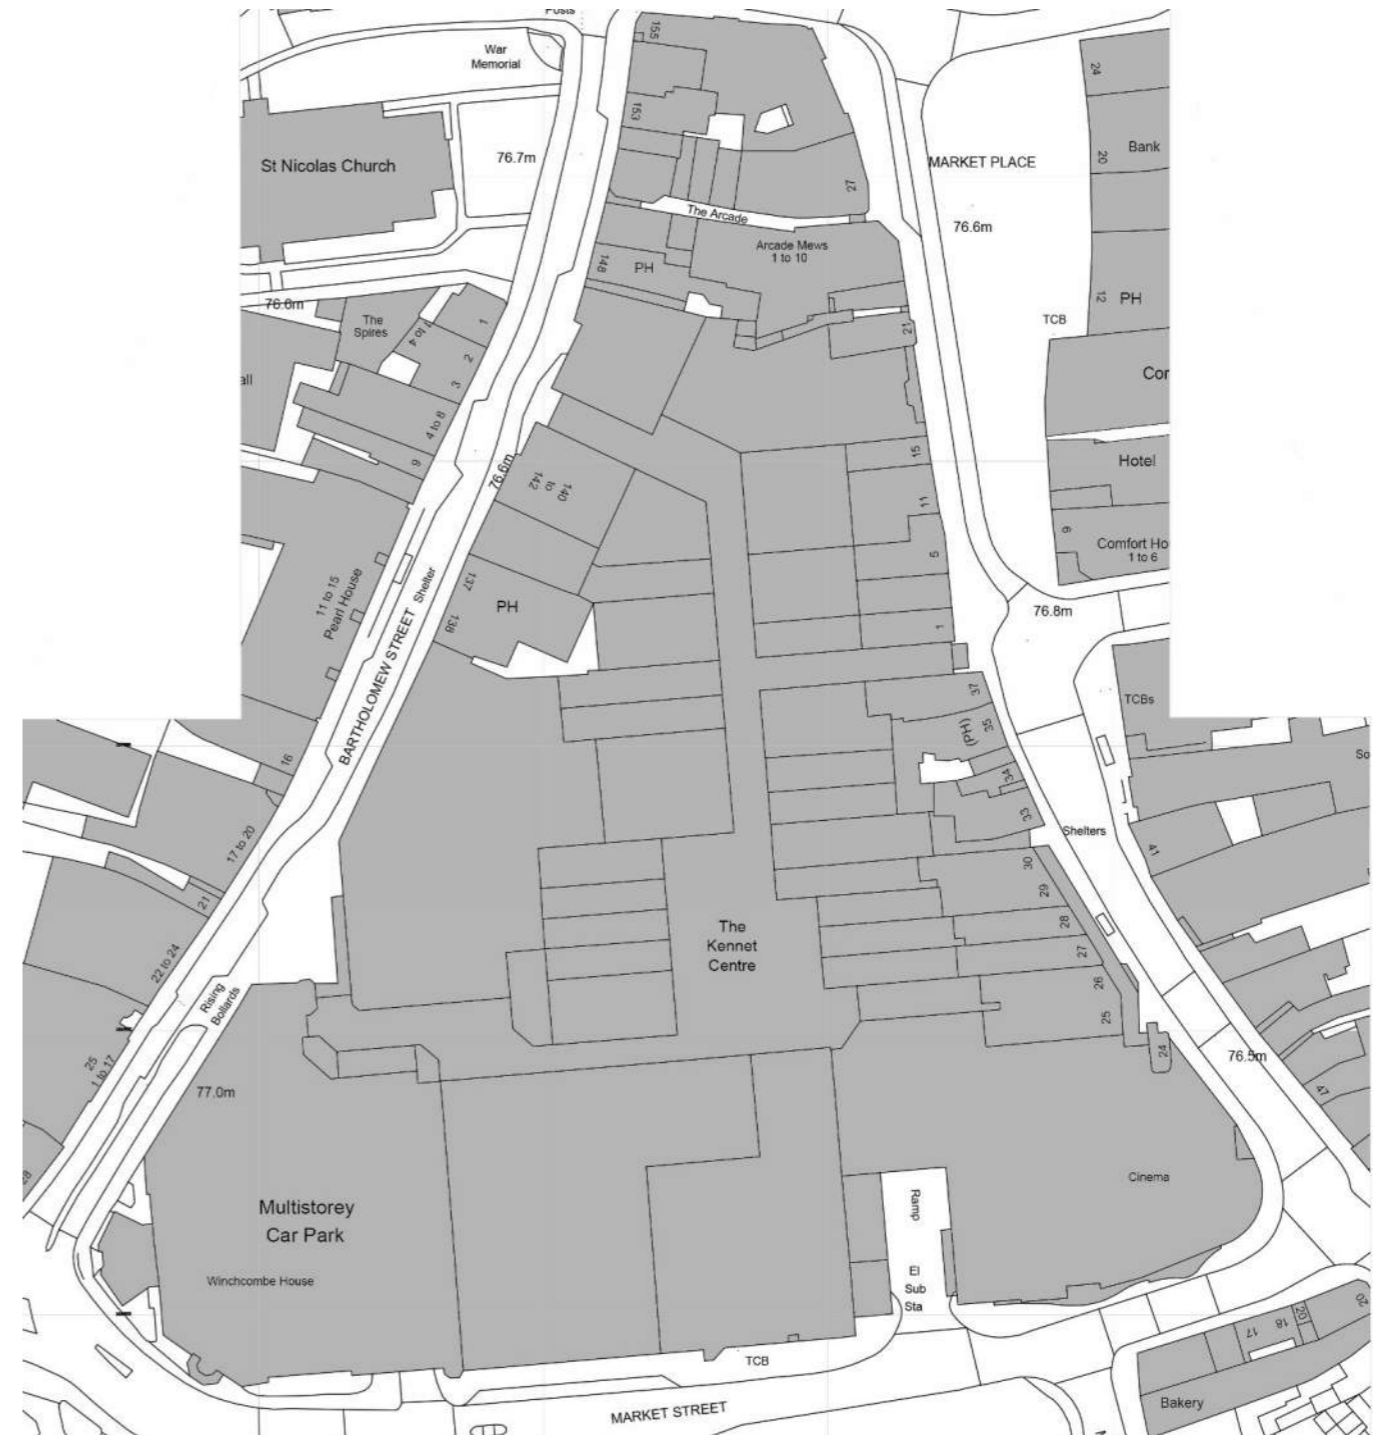 Posts
155
War
Memorial
24
153
St Nicolas Church
76.7m
Bank
20
MARKET PLACE
27
The Arcade
76.6m
Arcade Mews
1 to 10
148
PH
76.6m
12
PH
The
Spires
1 to 4
1
TCB
21
2
3
all
Cor
4 to 8
9
15
Hotel
76.6m
140
to
142
11
9
Comfort Ho
1 to 6
5
137
Shelter
11 to 15
Pearl House
PH
138
76.8m
1
BARTHOLOMEW STREET
37
TCBs
35
(PH)
16
So
34
33
Shelters
17 to 20
41
30
29
21
28
The
Kennet
Centre
27
22 to 24
26
Rising
Bollards
25
24
76.5m
25
1 to 17
77.0m
47
28
Cinema
Multistorey
Car Park
Ramp
Winchcombe House
El
Sub
Sta
20
20
18
17
TCB
Bakery
MARKET STREET